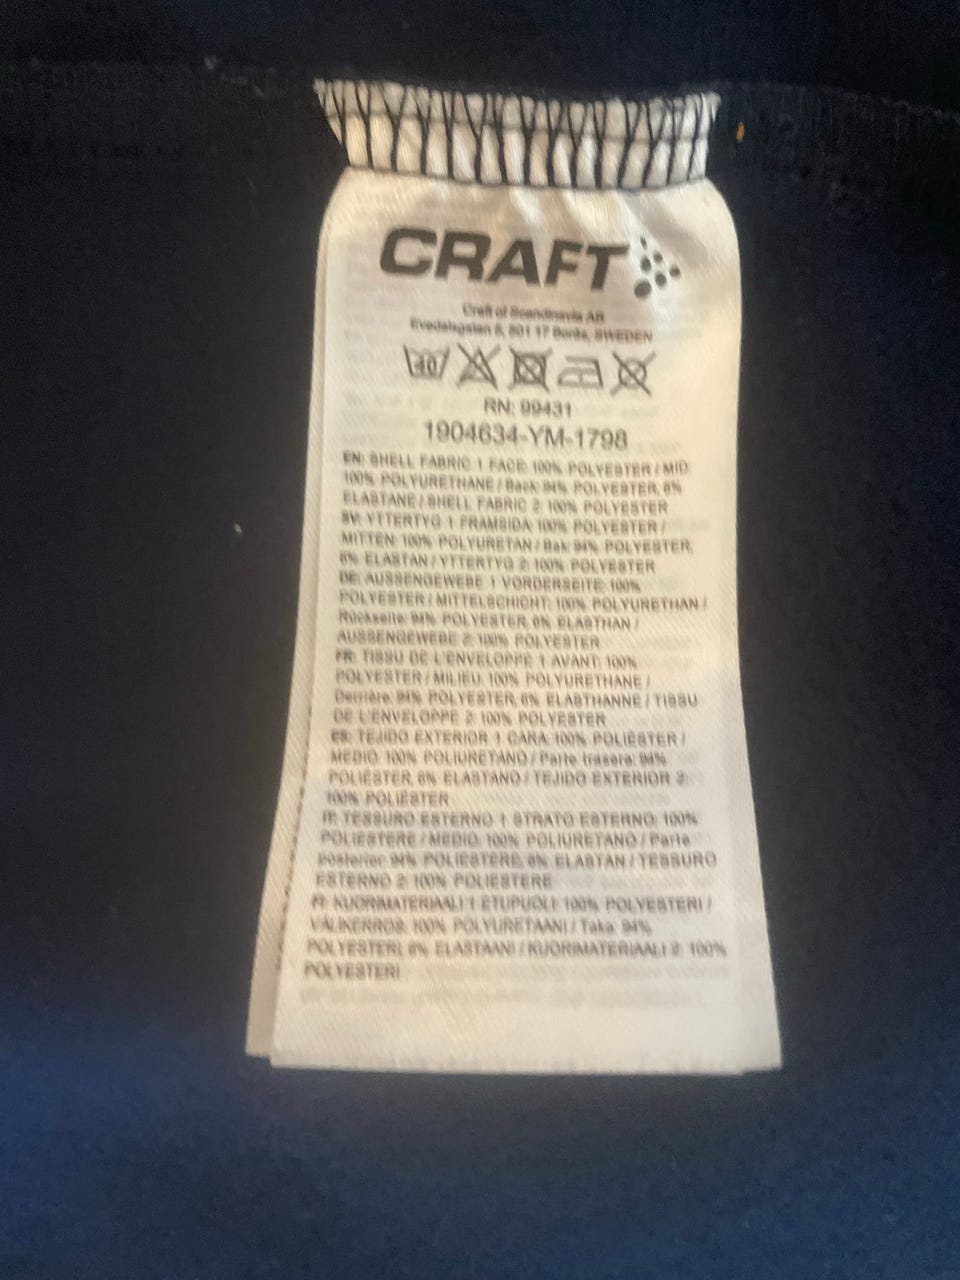 CRAFT
Craft of Scandinavia AB
Evedalsgatan 5, 501 17 Borås, SWEDEN
40
RN: 99431
1904634-YM-1798
EN: SHELL FABRIC 1 FACE: 100% POLYESTER / MID:
100% POLYURETHANE / Back: 94% POLYESTER, 6%
ELASTANE / SHELL FABRIC 2: 100% POLYESTER
SV: YTTERTYG 1 FRAMSIDA: 100% POLYESTER /
MITTEN: 100% POLYURETAN / Bak: 94% POLYESTER,
6% ELASTAN / YTTERTYG 2: 100% POLYESTER
DE: AUSSENGEWEBE 1 VORDERSEITE: 100%
POLYESTER / MITTELSCHICHT: 100% POLYURETHAN /
Rückseite: 94% POLYESTER, 6% ELASTHAN /
AUSSENGEWEBE 2: 100% POLYESTER
FR: TISSU DE L'ENVELOPPE 1 AVANT: 100%
POLYESTER / MILIEU: 100% POLYURETHANE /
Derrière: 94% POLYESTER, 6% ELASTHANNE / TISSU
DE L'ENVELOPPE 2: 100% POLYESTER
ES: TEJIDO EXTERIOR 1 CARA: 100% POLIÉSTER /
MEDIO: 100% POLIURETANO / Parte trasera: 94%
POLIÉSTER, 6% ELASTANO / TEJIDO EXTERIOR 2:
100% POLIÉSTER
IT: TESSURO ESTERNO 1 STRATO ESTERNO: 100%
POLIESTERE / MEDIO: 100% POLIURETANO / Parte
posterior: 94% POLIESTERE, 6% ELASTAN / TESSURO
ESTERNO 2: 100% POLIESTERE
FI: KUORIMATERIAALI 1 ETUPUOLI: 100% POLYESTERI /
VÄLIKERROS: 100% POLYURETAANI / Taka: 94%
POLYESTERI, 6% ELASTAANI / KUORIMATERIAALI 2: 100%
POLYESTERI